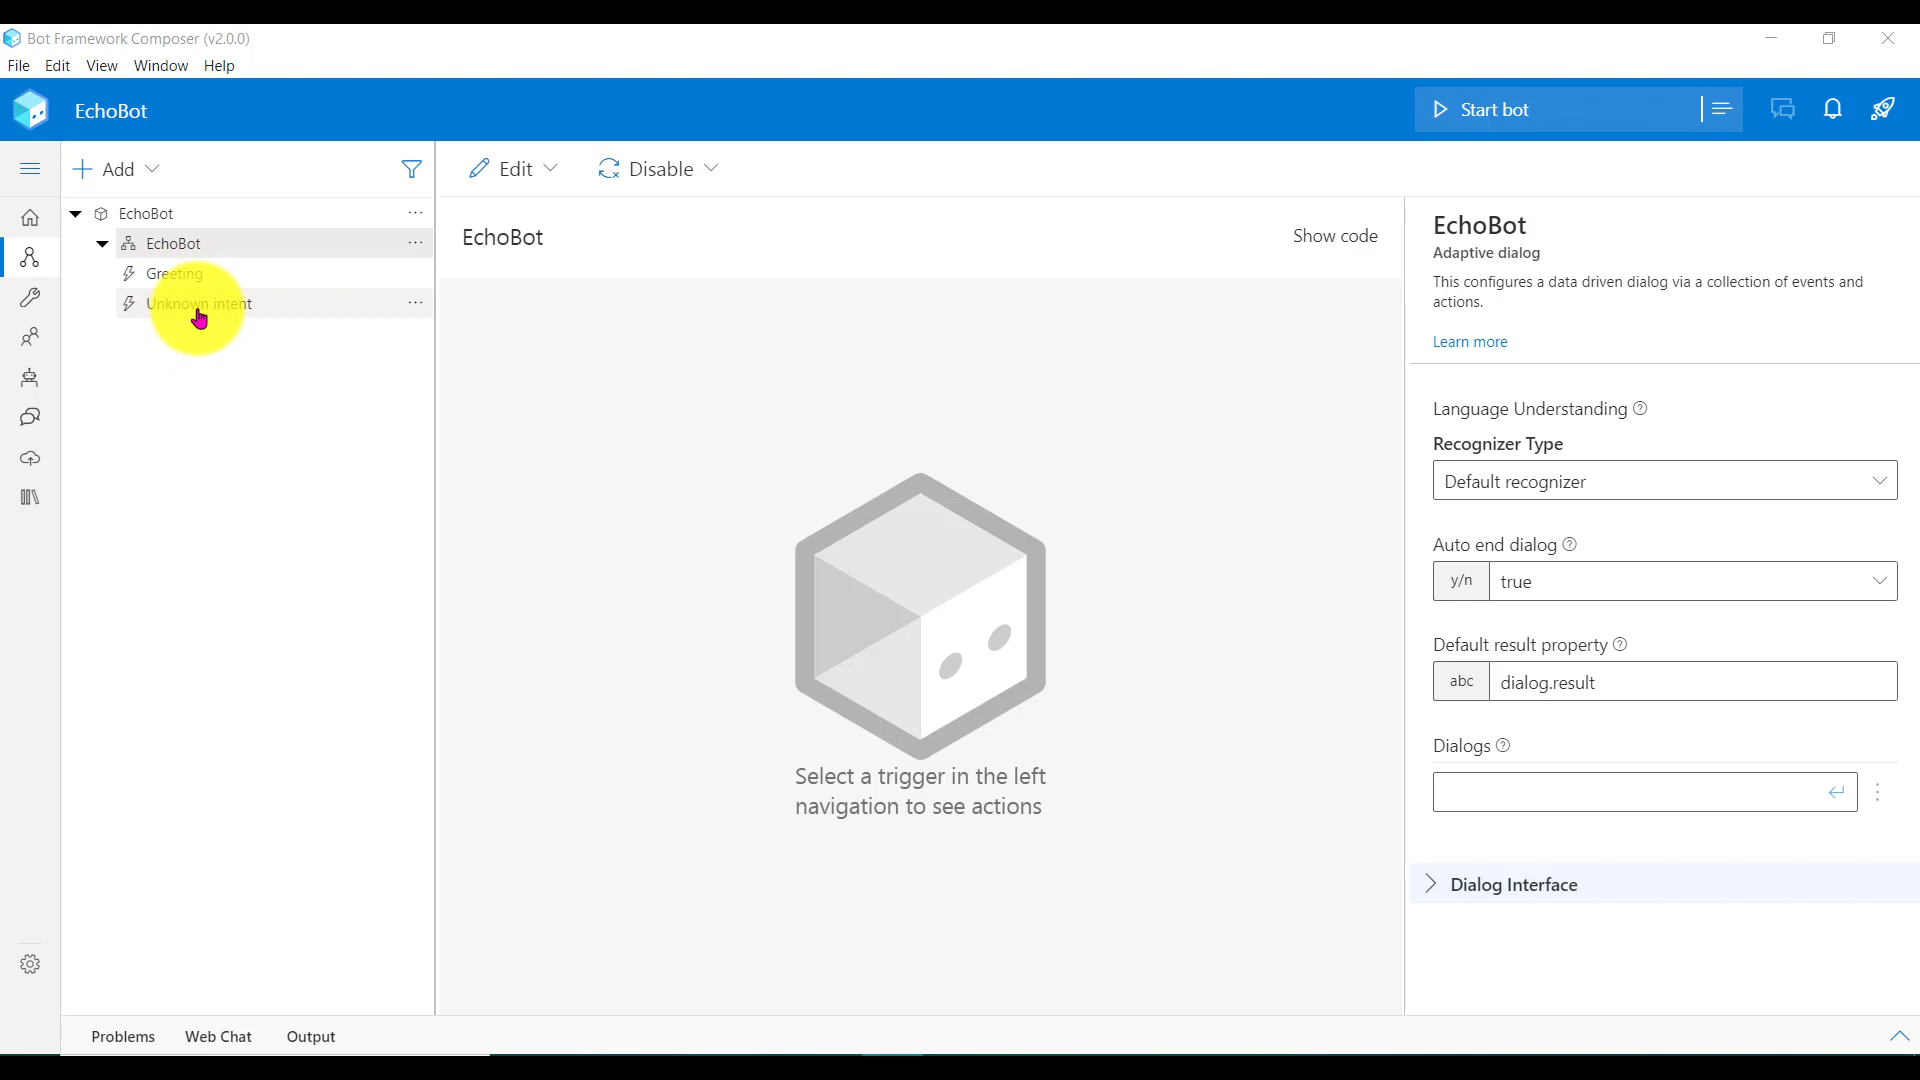 Bot Framework Composer (v2.0.0)
File Edit View Window Help
EchoBot
Start bot
Add
Edit
Disable
EchoBot
EchoBot
Greeting
Unknown intent
EchoBot
Show code
Select a trigger in the left
navigation to see actions
EchoBot
Adaptive dialog
This configures a data driven dialog via a collection of events and
actions.
Learn more
Language Understanding
Recognizer Type
Default recognizer
Auto end dialog
y/n true
Default result property
abc dialog.result
Dialogs
Dialog Interface
Problems Web Chat Output